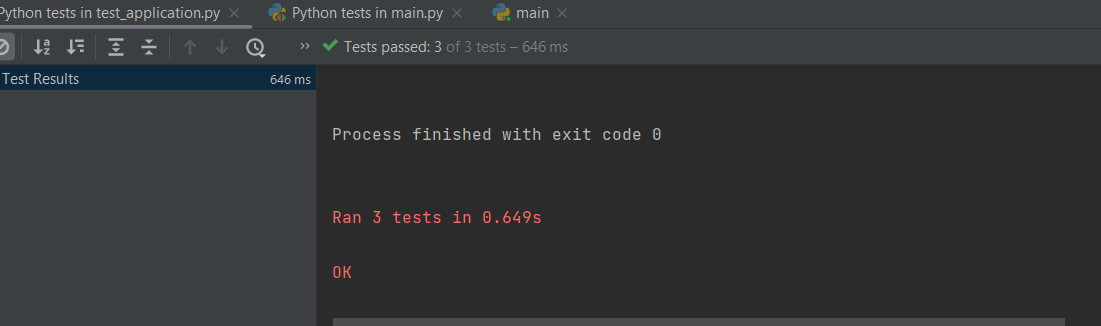 Python tests in test_application.py
Python tests in main.py
main
Tests passed: 3 of 3 tests – 646 ms
Test Results
646 ms
Process finished with exit code 0
Ran 3 tests in 0.649s
OK